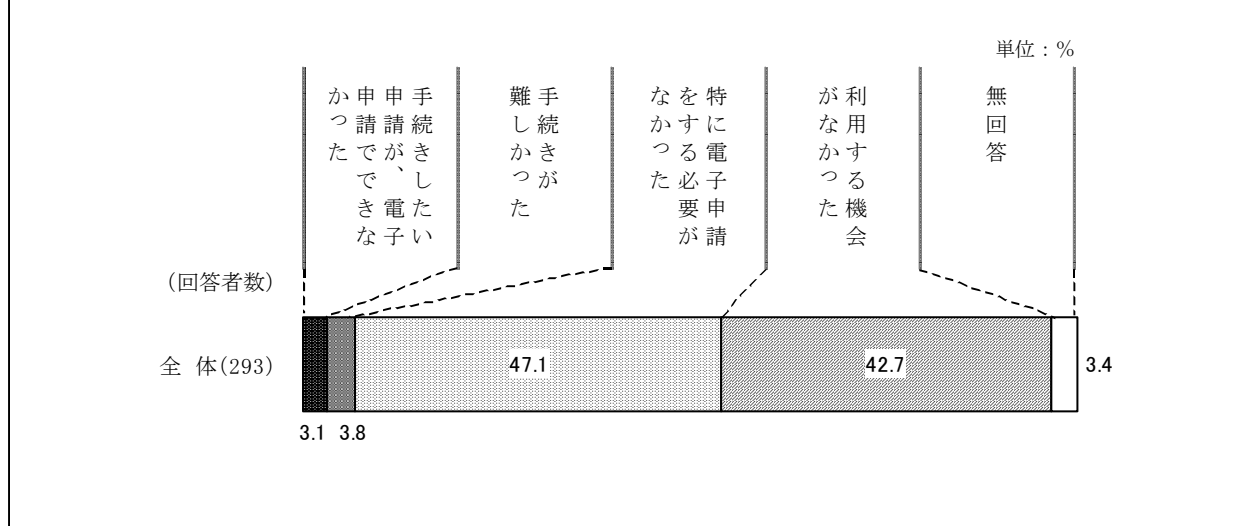 単位：%
手続きしたい
申請が、電子
申請でできな
かった
手続きが
難しかった
特に電子申請
をする必要が
なかった
利用する機会
がなかった
無回答
(回答者数)
全 体(293)
47.1
42.7
3.4
3.1
3.8